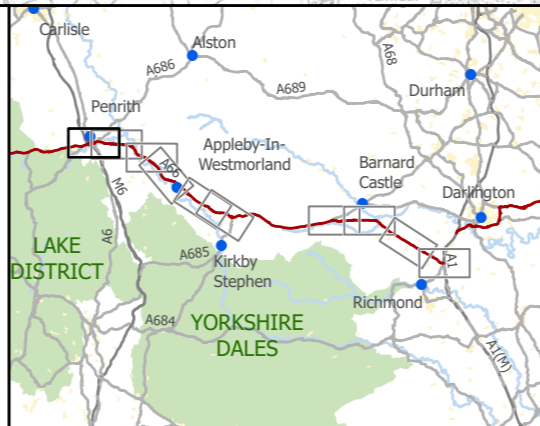 Carlisle
Alston
A686
A68
A689
Durham
Penrith
Appleby-In-
Westmorland
A66
Barnard
Castle
Darlington
M6
A6
LAKE
DISTRICT
A685
Kirkby
Stephen
A1
Richmond
A684
YORKSHIRE
DALES
A1(M)